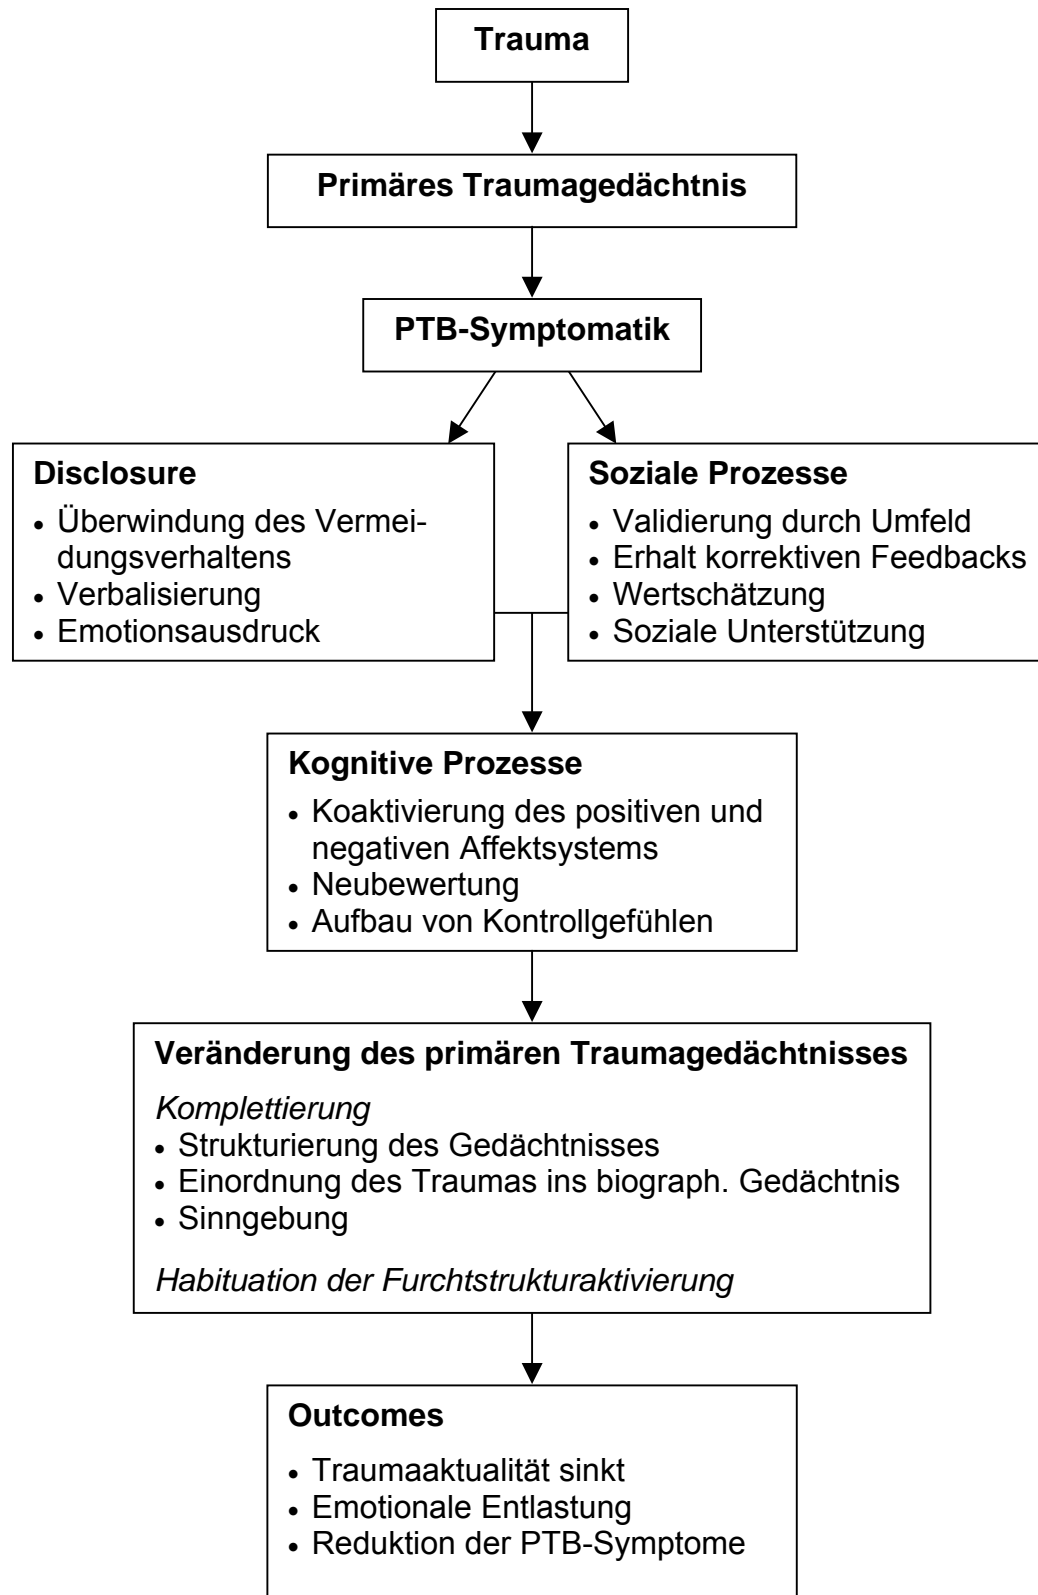 Trauma
Primäres Traumagedächtnis
PTB-Symptomatik
Disclosure
• Überwindung des Vermei-
dungsverhaltens
• Verbalisierung
• Emotionsausdruck
Soziale Prozesse
• Validierung durch Umfeld
• Erhalt korrektiven Feedbacks
• Wertschätzung
• Soziale Unterstützung
Kognitive Prozesse
• Koaktivierung des positiven und
negativen Affektsystems
• Neubewertung
• Aufbau von Kontrollgefühlen
Veränderung des primären Traumagedächtnisses
Komplettierung
• Strukturierung des Gedächtnisses
• Einordnung des Traumas ins biograph. Gedächtnis
• Sinngebung
Habituation der Furchtstrukturaktivierung
Outcomes
• Traumaaktualität sinkt
• Emotionale Entlastung
• Reduktion der PTB-Symptome